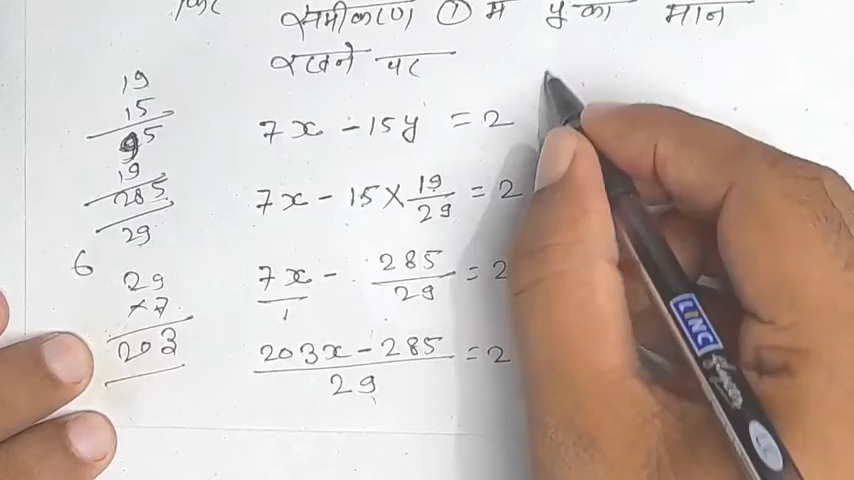 समीकरण ① में y का मान
रखने पर
7x - 15y = 2
7x - 15 × 19/29 = 2
7x/1 - 285/29 = 2
203x - 285/29 = 2
19
15
95
19
285
29
6
29
×7
203
LINC